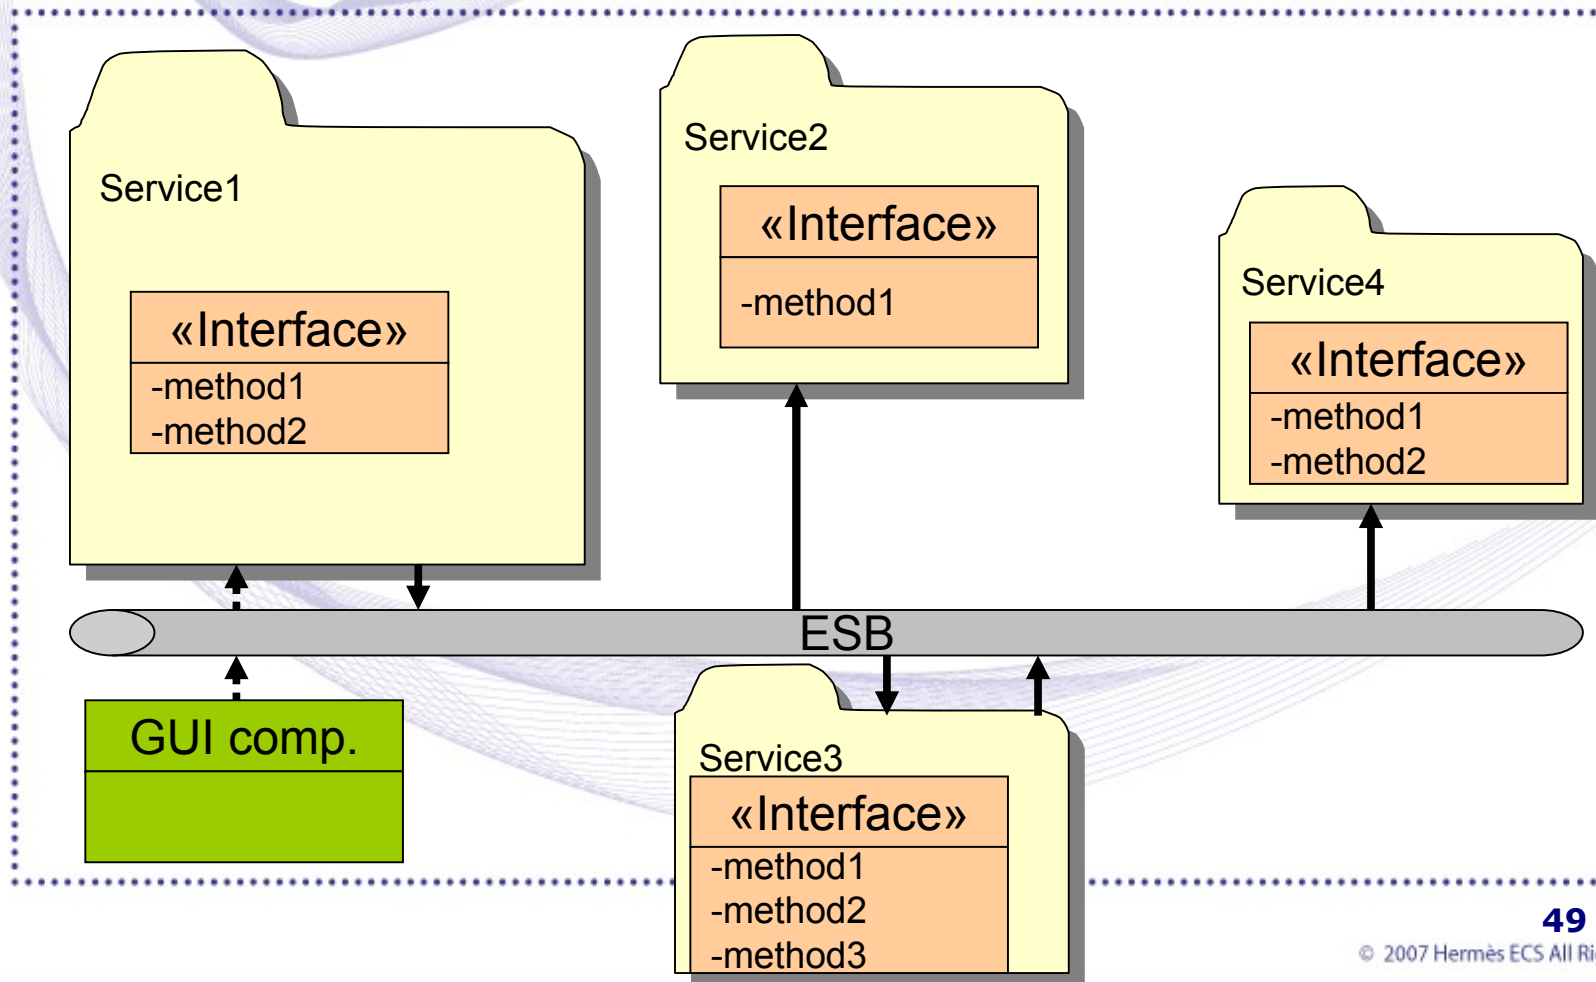 Service1
«Interface»
-method1
-method2
Service2
«Interface»
-method1
Service4
«Interface»
-method1
-method2
ESB
GUI comp.
Service3
«Interface»
-method1
-method2
-method3
49
© 2007 Hermès ECS All